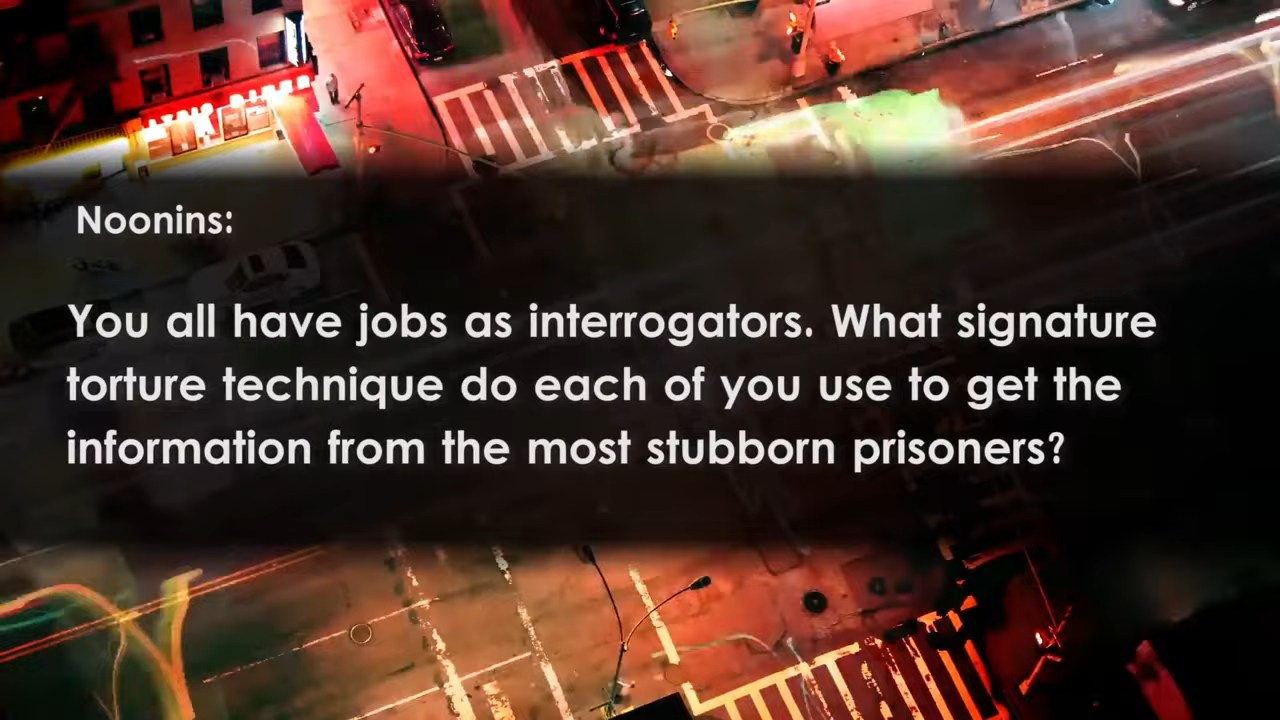 Noonins:
You all have jobs as interrogators. What signature
torture technique do each of you use to get the
information from the most stubborn prisoners?